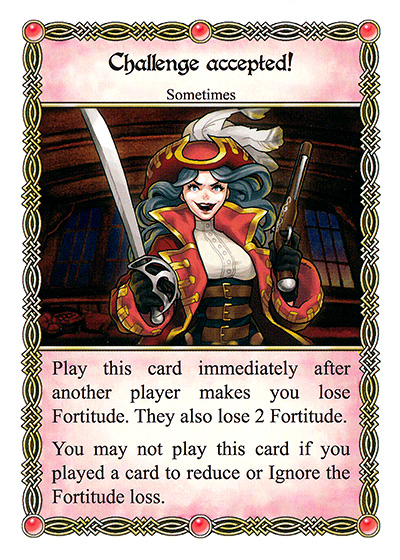 Challenge accepted!
Sometimes
Play this card immediately after
another player makes you lose
Fortitude. They also lose 2 Fortitude.
You may not play this card if you
played a card to reduce or Ignore the
Fortitude loss.